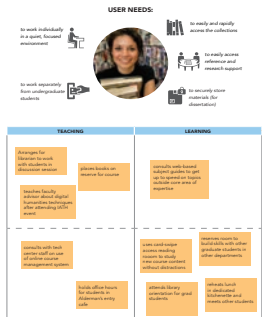 USER NEEDS:
to work individually
in a quiet, focused
environment
to easily and rapidly
access the collections
to easily access
reference and
research support
to work separately
from undergraduate
students
to securely store
materials (for
dissertation)
TEACHING
LEARNING
Arranges for
librarian to work
with students in
discussion session
places books on
reserve for course
teaches faculty
advisor about digital
humanities techniques
after attending IATH
event
consults web-based
subject guides to get
up to speed on topics
outside core area of
expertise
consults with tech
center staff on use
of online course
management system
holds office hours
for students in
Alderman's entry
cafe
uses card-swipe
access reading
room to study
new course content
without distractions
reserves room to
build skills with other
graduate students in
other departments
attends library
orientation for grad
students
reheats lunch
in dedicated
kitchenette and
meets other students